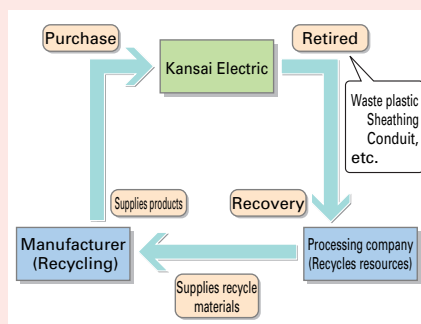 Purchase
Kansai Electric
Retired
Waste plastic
Sheathing
Conduit,
etc.
Supplies products
Recovery
Manufacturer
(Recycling)
Processing company
(Recycles resources)
Supplies recycle
materials